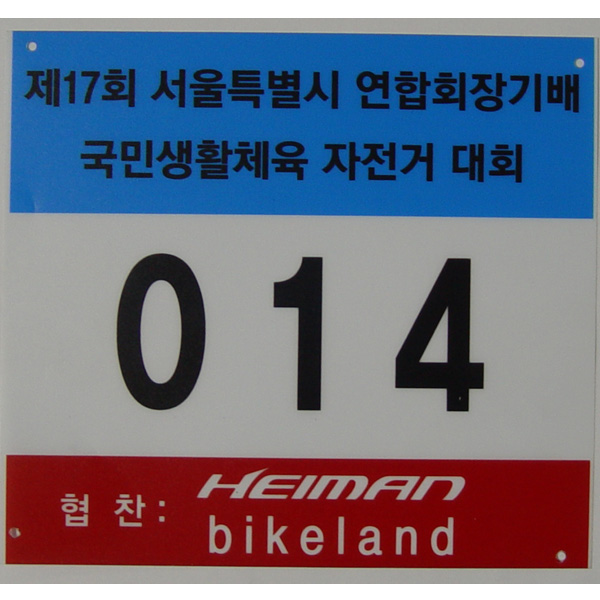 제17회 서울특별시 연합회장기배
국민생활체육 자전거 대회
014
협찬: HEIMAN
bikeland